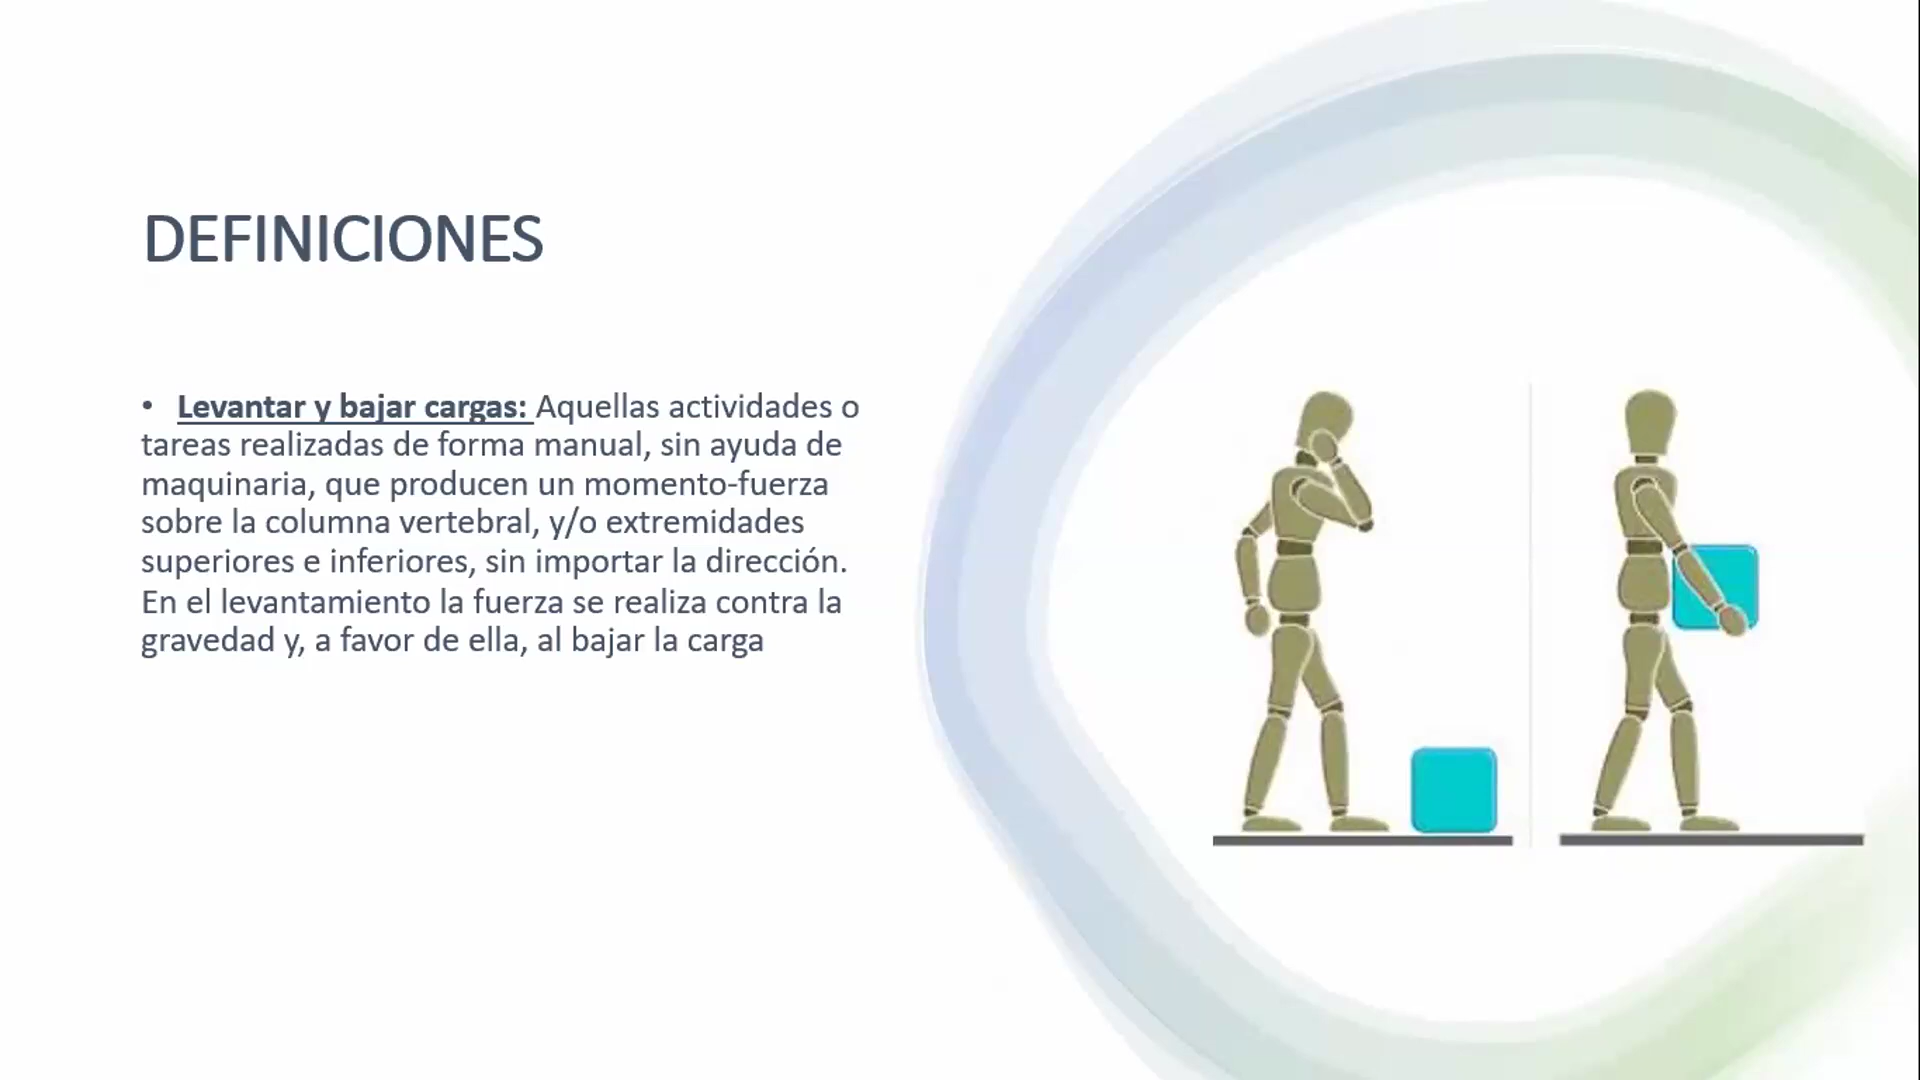 DEFINICIONES
• Levantar y bajar cargas: Aquellas actividades o
tareas realizadas de forma manual, sin ayuda de
maquinaria, que producen un momento-fuerza
sobre la columna vertebral, y/o extremidades
superiores e inferiores, sin importar la dirección.
En el levantamiento la fuerza se realiza contra la
gravedad y, a favor de ella, al bajar la carga